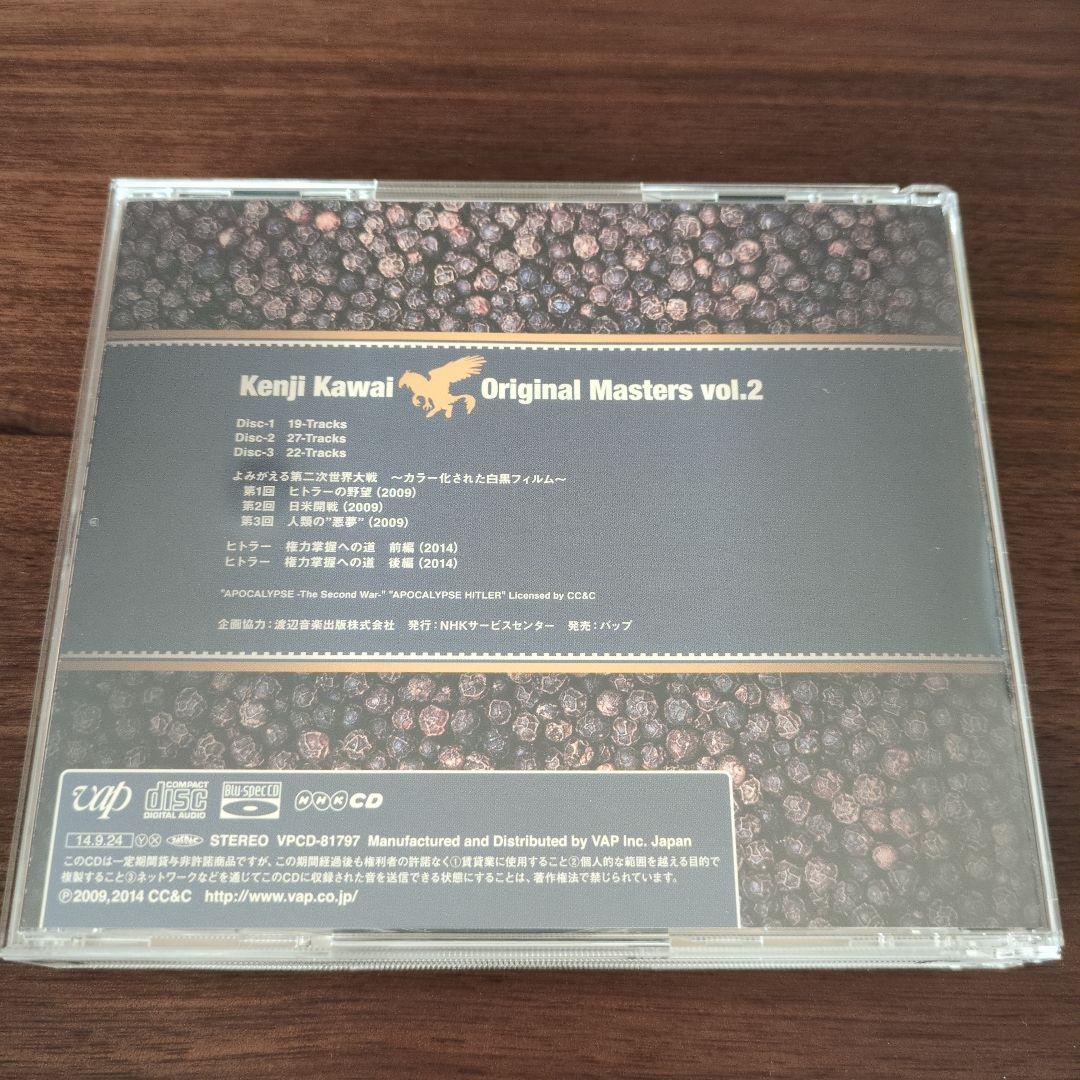 Kenji Kawai Original Masters vol.2
Disc-1 19-Tracks
Disc-2 27-Tracks
Disc-3 22-Tracks
よみがえる第二次世界大戦 〜カラー化された白黒フィルム〜
第1回 ヒトラーの野望 (2009)
第2回 日米開戦 (2009)
第3回 人類の”悪夢” (2009)
ヒトラー 権力掌握への道 前編 (2014)
ヒトラー 権力掌握への道 後編 (2014)
"APOCALYPSE -The Second War-" "APOCALYPSE HITLER" Licensed by CC&C
企画協力:渡辺音楽出版株式会社 発行:NHKサービスセンター 発売:バップ
vap COMPACT disc DIGITAL AUDIO Blu-spec CD NHK CD
14.9.24 YX STEREO VPCD-81797 Manufactured and Distributed by VAP Inc. Japan
このCDは一定期間貸与非許諾商品ですが、この期間経過後も権利者の許諾なく①賃貸業に使用すること②個人的な範囲を越える目的で
複製すること③ネットワークなどを通じてこのCDに収録された音を送信できる状態にすることは、著作権法で禁じられています。
Ⓟ2009,2014 CC&C http://www.vap.co.jp/